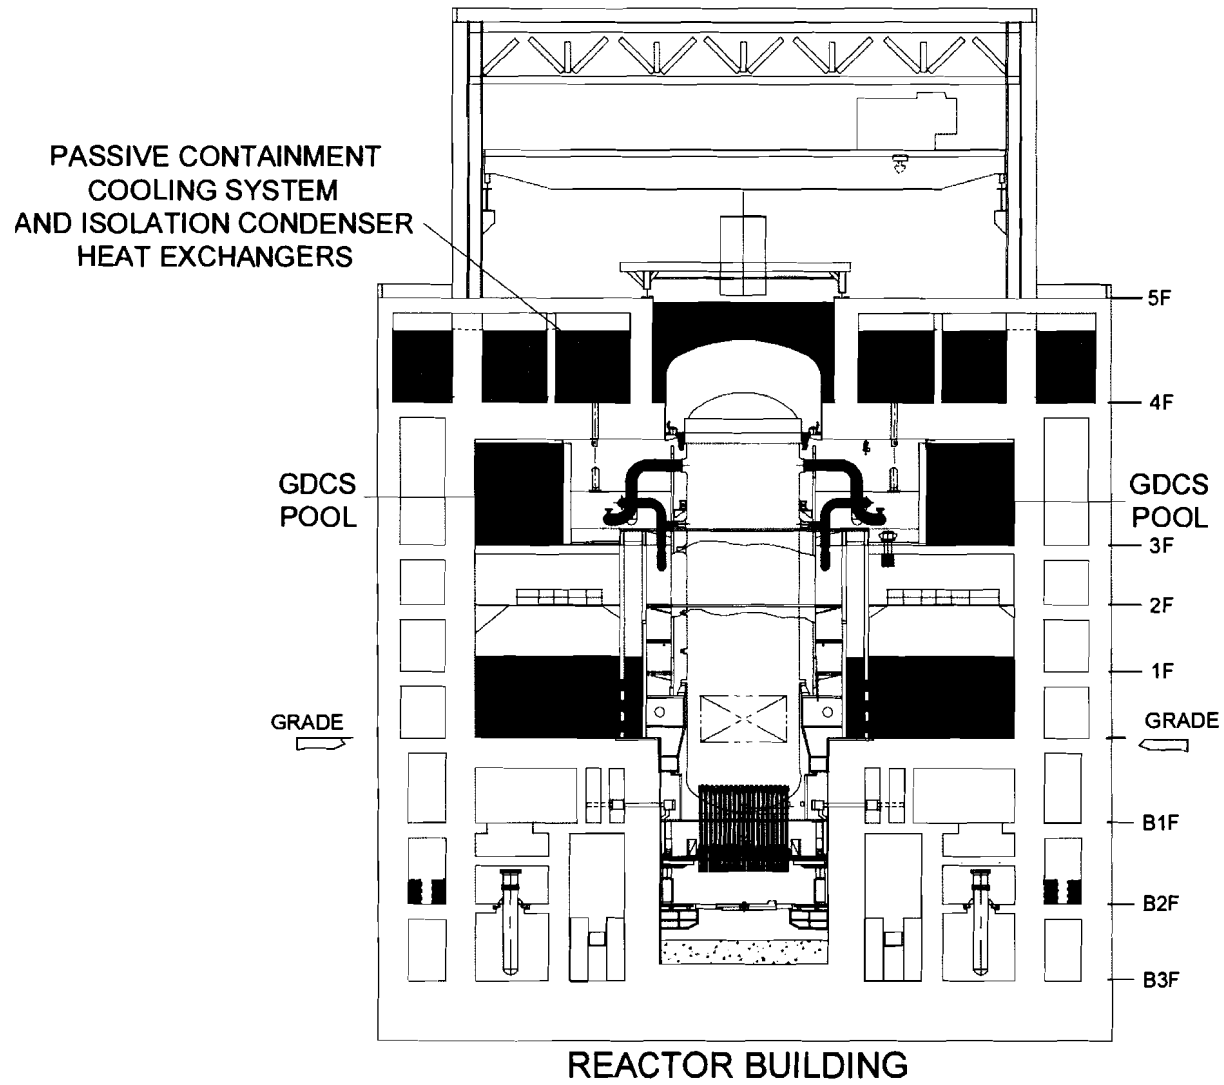 PASSIVE CONTAINMENT
COOLING SYSTEM
AND ISOLATION CONDENSER
HEAT EXCHANGERS
5F
4F
GDCS
POOL
GDCS
POOL
3F
2F
1F
GRADE
GRADE
B1F
B2F
B3F
REACTOR BUILDING